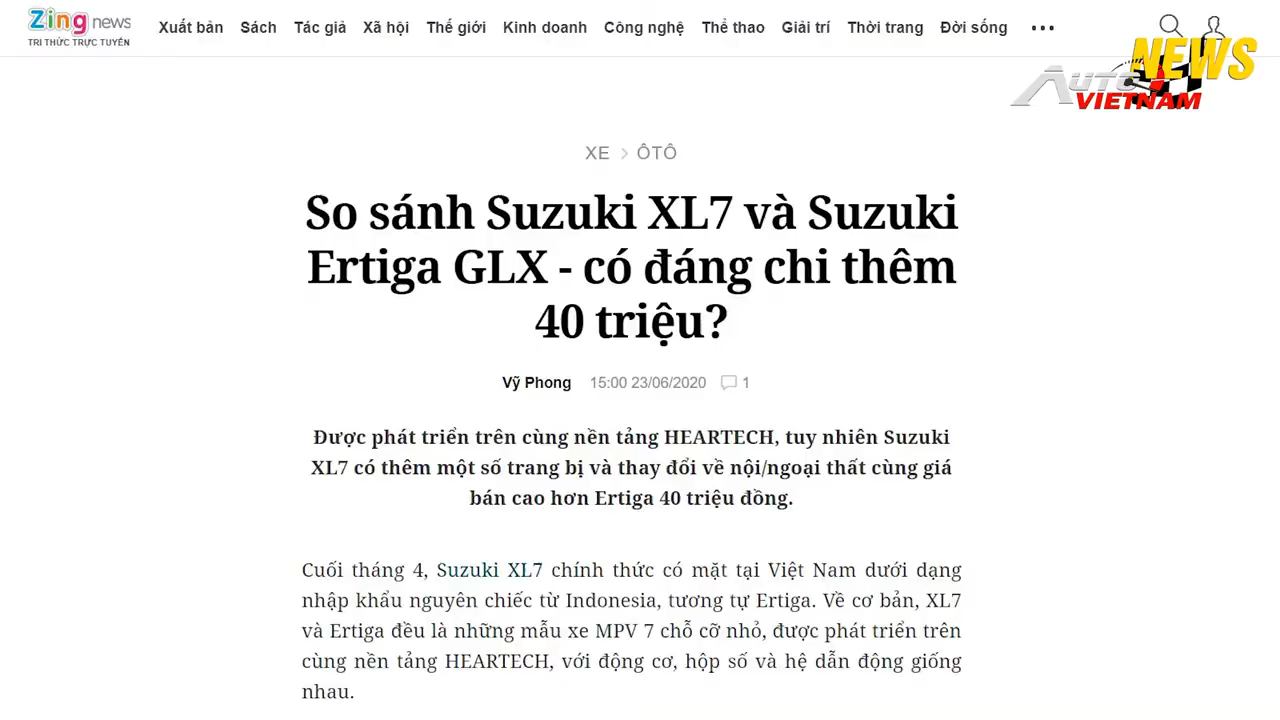 Zing news
TRI THỨC TRỰC TUYẾN
Xuất bản Sách Tác giả Xã hội Thế giới Kinh doanh Công nghệ Thể thao Giải trí Thời trang Đời sống
NEWS
AUTO
VIETNAM
XE > ÔTÔ
So sánh Suzuki XL7 và Suzuki
Ertiga GLX - có đáng chi thêm
40 triệu?
Vỹ Phong 15:00 23/06/2020 1
Được phát triển trên cùng nền tảng HEARTECH, tuy nhiên Suzuki
XL7 có thêm một số trang bị và thay đổi về nội/ngoại thất cùng giá
bán cao hơn Ertiga 40 triệu đồng.
Cuối tháng 4, Suzuki XL7 chính thức có mặt tại Việt Nam dưới dạng
nhập khẩu nguyên chiếc từ Indonesia, tương tự Ertiga. Về cơ bản, XL7
và Ertiga đều là những mẫu xe MPV 7 chỗ cỡ nhỏ, được phát triển trên
cùng nền tảng HEARTECH, với động cơ, hộp số và hệ dẫn động giống
nhau.